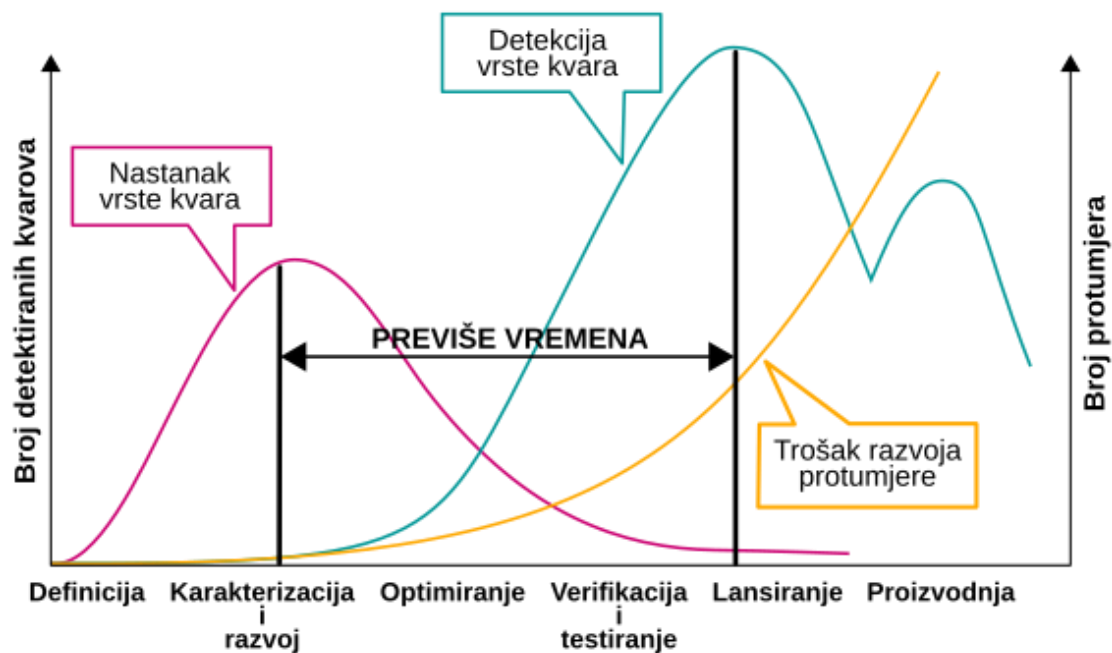 Detekcija
vrste kvara
Nastanak
vrste kvara
Broj detektiranih kvarova
Broj protumjera
PREVIŠE VREMENA
Trošak razvoja
protumjere
Definicija Karakterizacija Optimiranje Verifikacija Lansiranje Proizvodnja
i i
razvoj testiranje